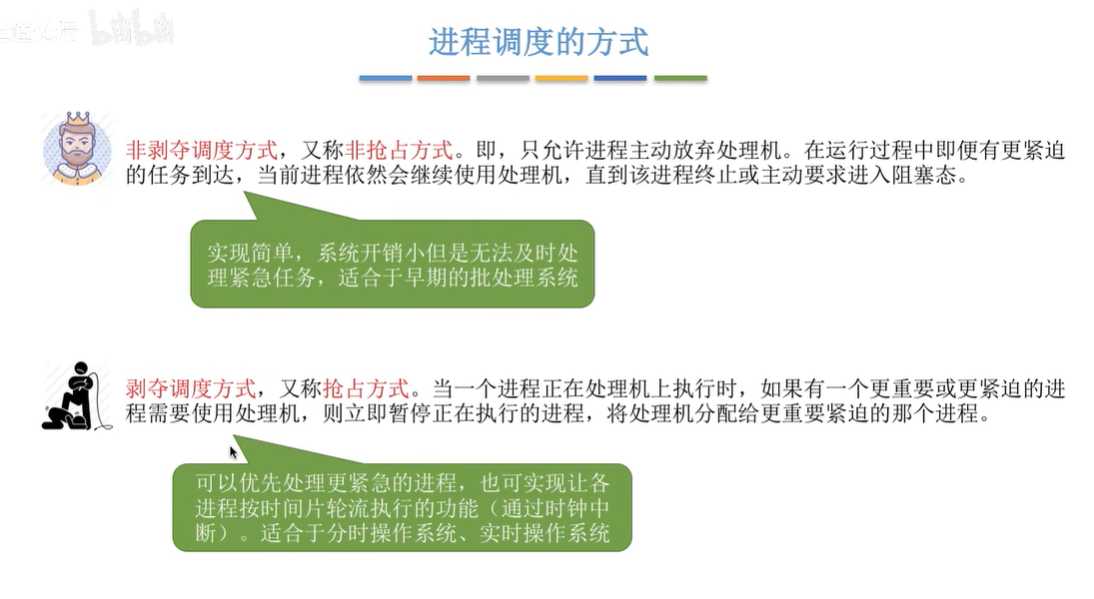 bilibili
进程调度的方式
非剥夺调度方式，又称非抢占方式。即，只允许进程主动放弃处理机。在运行过程中即便有更紧迫
的任务到达，当前进程依然会继续使用处理机，直到该进程终止或主动要求进入阻塞态。
实现简单，系统开销小但是无法及时处
理紧急任务，适合于早期的批处理系统
剥夺调度方式，又称抢占方式。当一个进程正在处理机上执行时，如果有一个更重要或更紧迫的进
程需要使用处理机，则立即暂停正在执行的进程，将处理机分配给更重要紧迫的那个进程。
可以优先处理更紧急的进程，也可实现让各
进程按时间片轮流执行的功能（通过时钟中
断）。适合于分时操作系统、实时操作系统